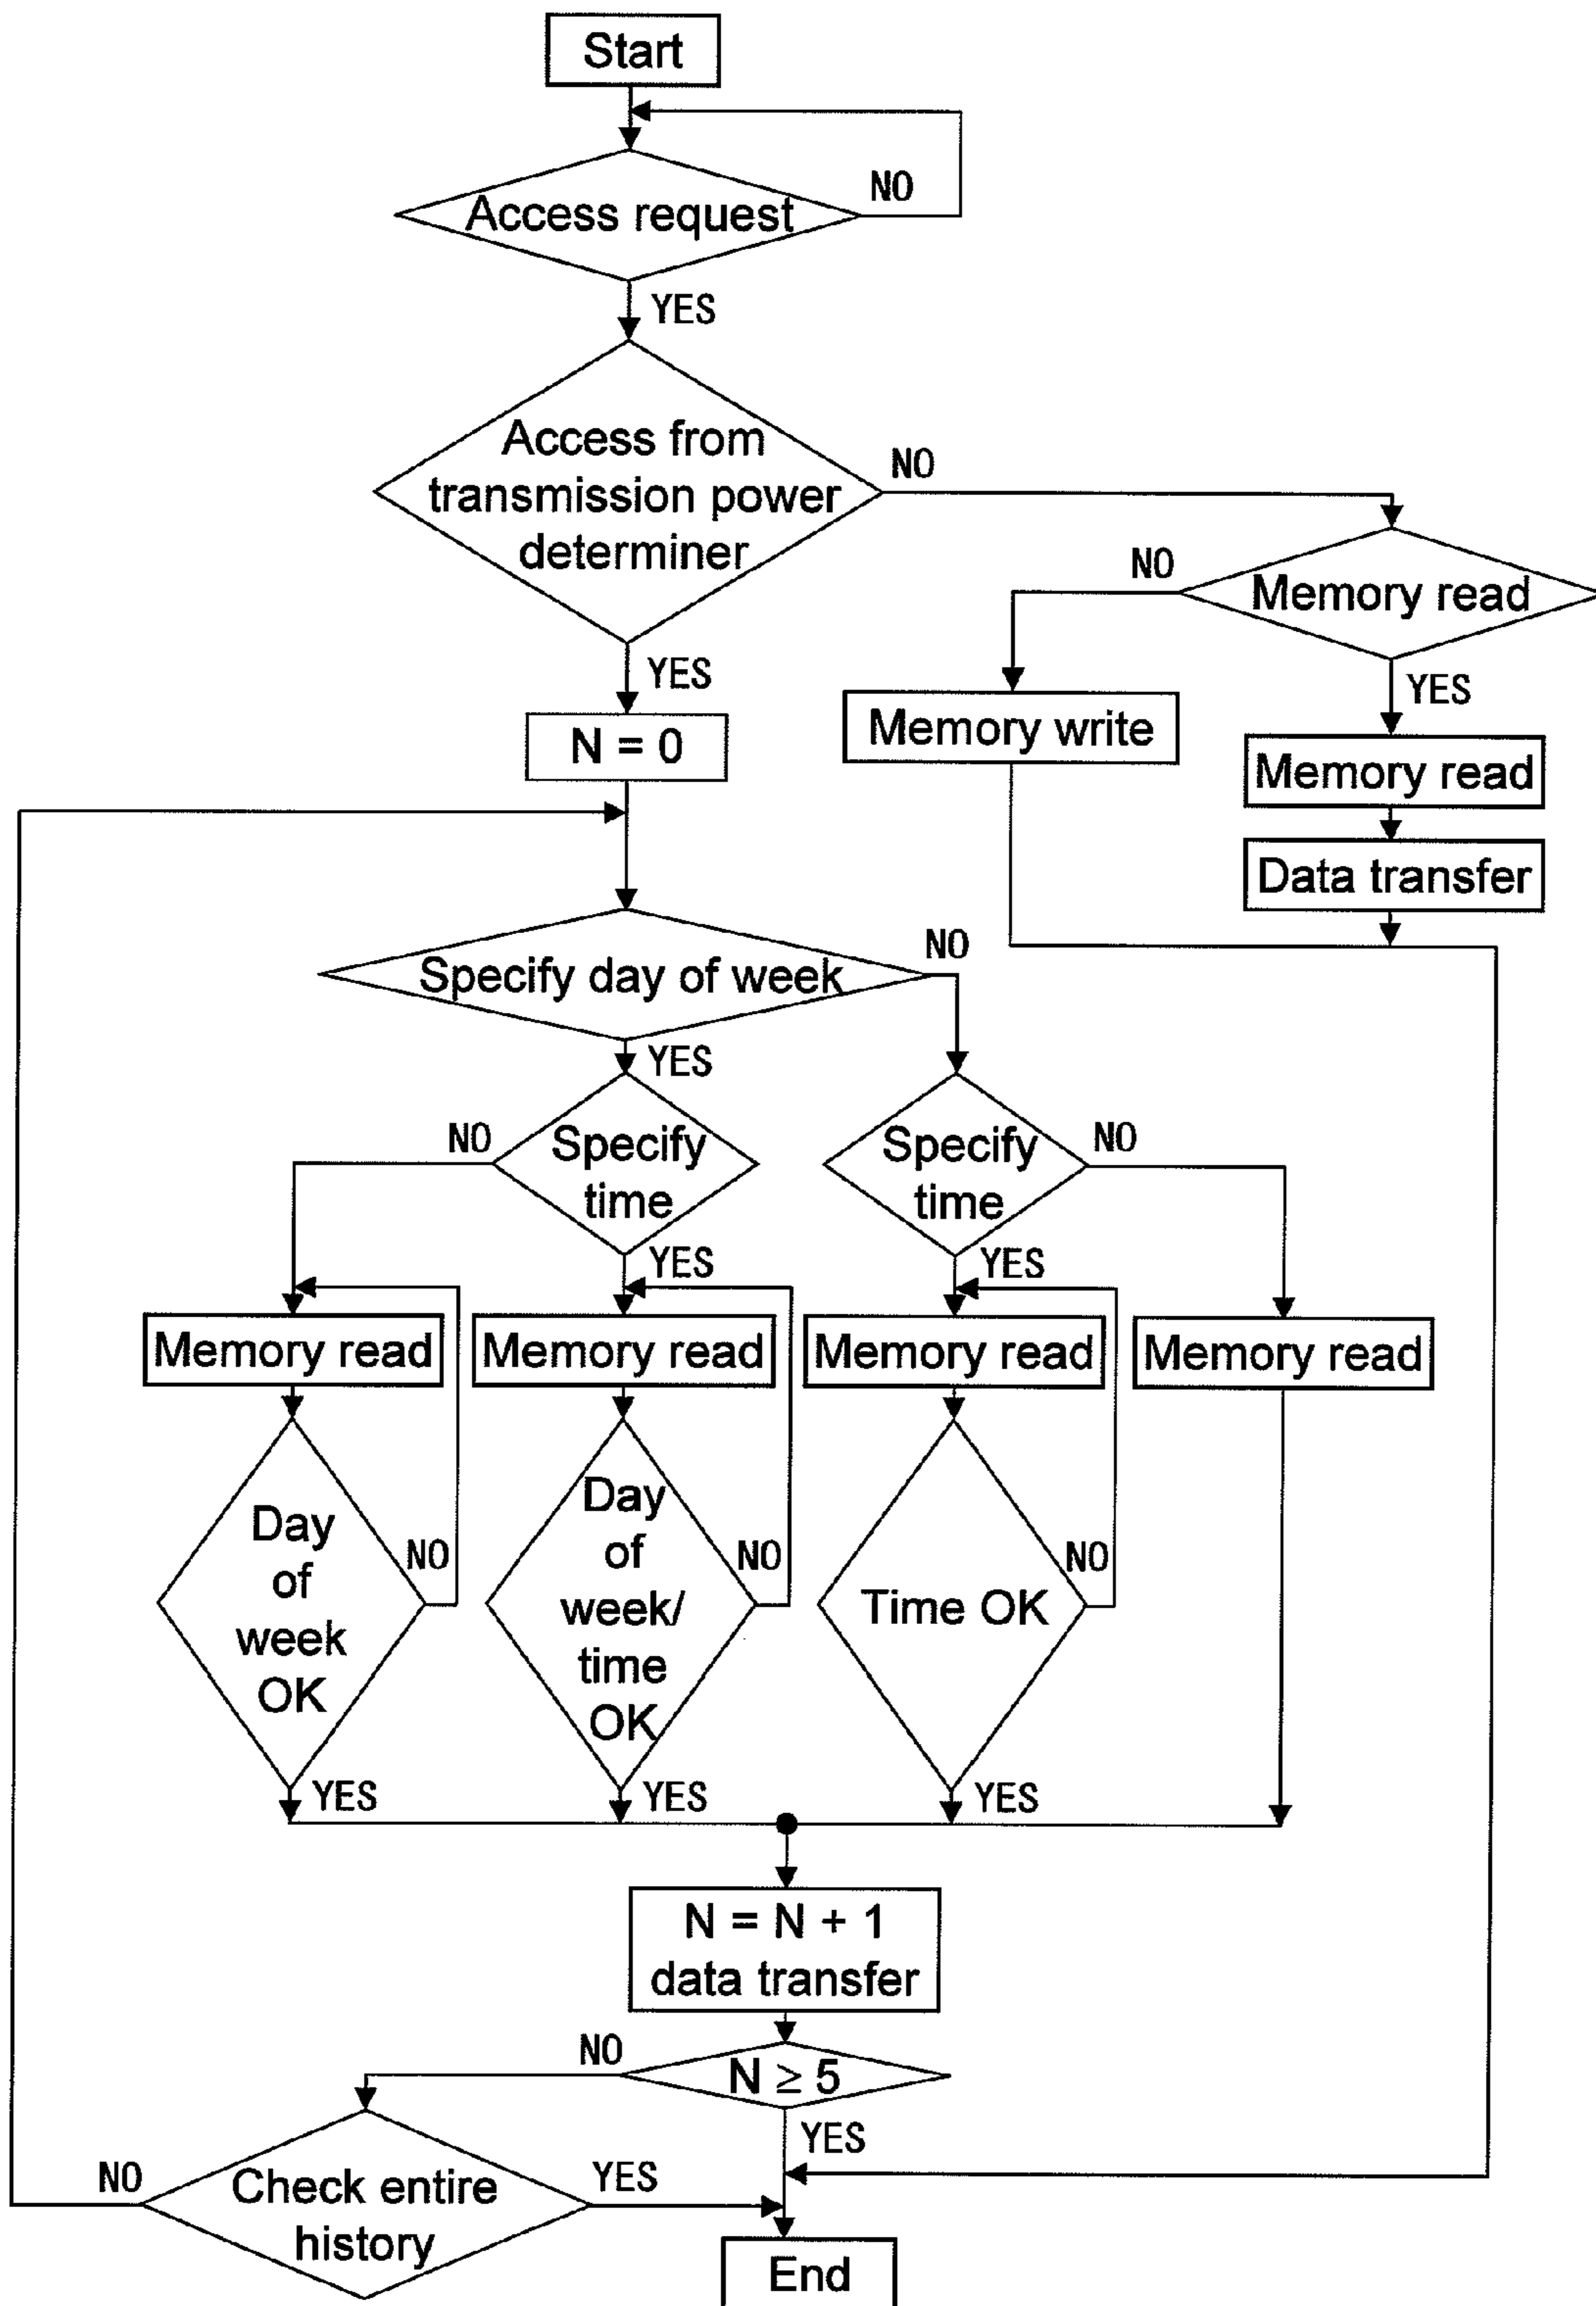 Start
NO
Access request
YES
Access from
transmission power
determiner
NO
NO
Memory read
YES
YES
N = 0
Memory write
Memory read
Data transfer
NO
Specify day of week
YES
NO
Specify
time
Specify
time
NO
YES
YES
Memory read
Memory read
Memory read
Memory read
Day
of
week
OK
NO
Day
of
week/
time
OK
NO
Time OK
NO
YES
YES
YES
N = N + 1
data transfer
NO
N ≥ 5
YES
NO
Check entire
history
YES
End